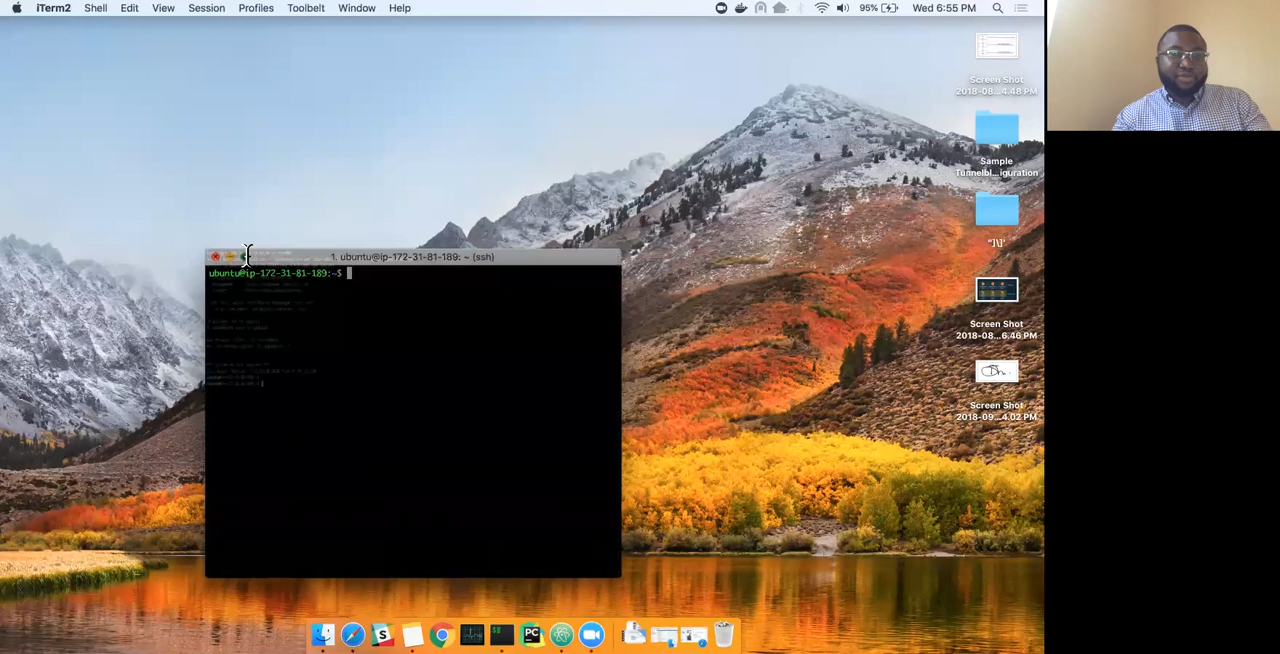 iTerm2 Shell Edit View Session Profiles Toolbelt Window Help 95% Wed 6:55 PM
Screen Shot
2018-08...4.48 PM
Sample
Tunnelbl...iguration
"]\]"
Screen Shot
2018-08...6.46 PM
Screen Shot
2018-09...4.02 PM
1. ubuntu@ip-172-31-81-189: ~ (ssh)
ubuntu@ip-172-31-81-189:~$
S
$
PC